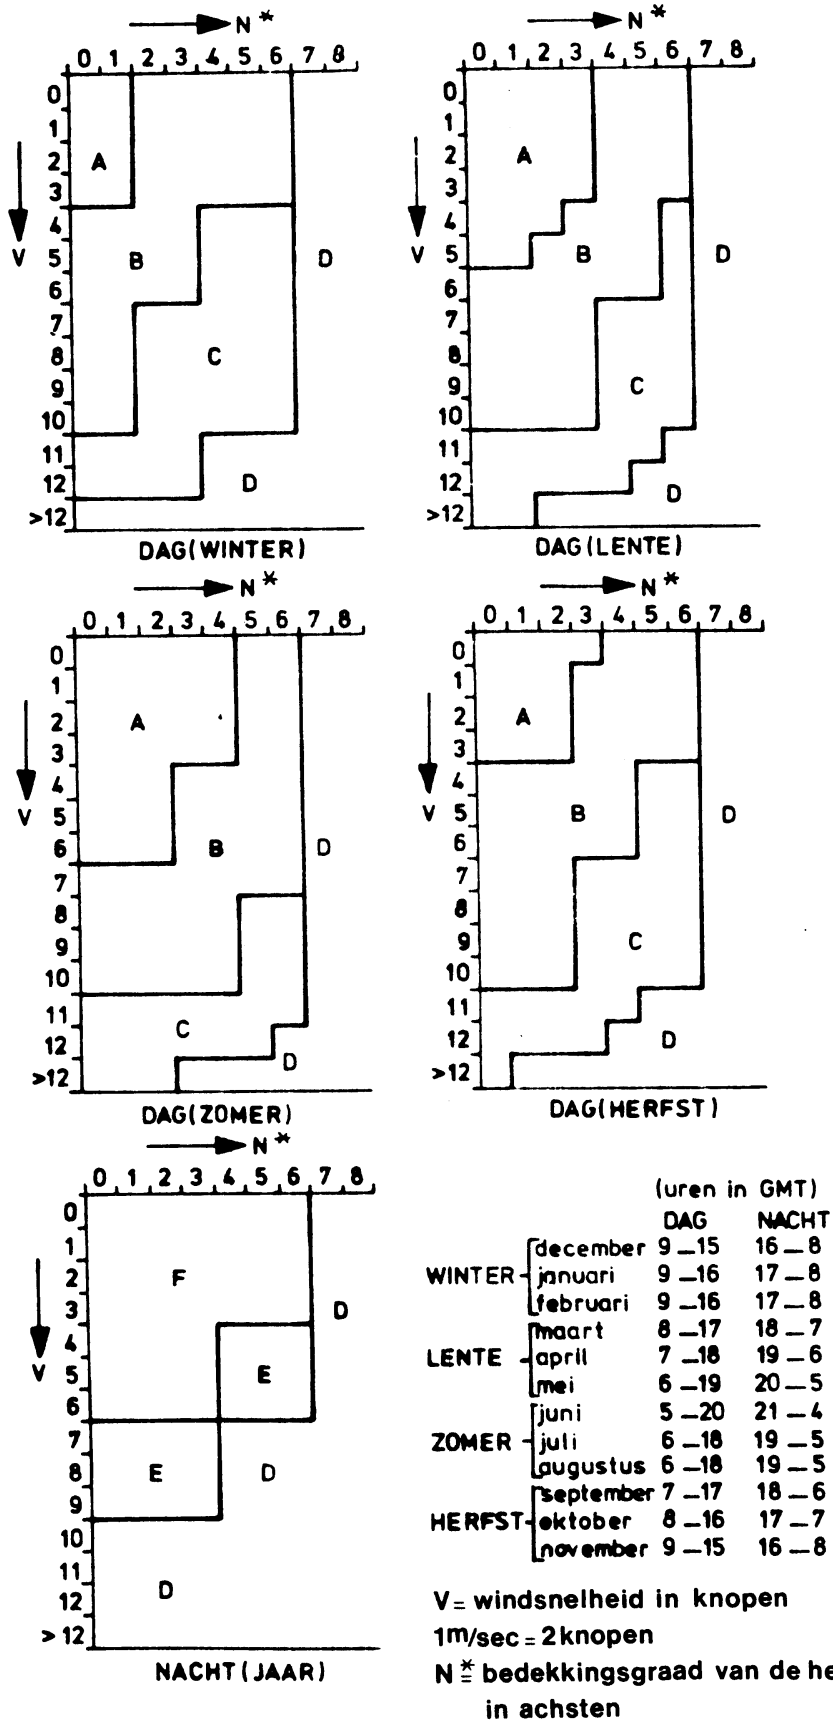 N*
0 1 2 3 4 5 6 7 8
0
1
2
3
4
5
6
7
8
9
10
11
12
>12
V
A
B
C
D
D
DAG(WINTER)
N*
0 1 2 3 4 5 6 7 8
0
1
2
3
4
5
6
7
8
9
10
11
12
>12
V
A
B
C
D
D
DAG(LENTE)
N*
0 1 2 3 4 5 6 7 8
0
1
2
3
4
5
6
7
8
9
10
11
12
>12
V
A
B
C
D
D
DAG(ZOMER)
N*
0 1 2 3 4 5 6 7 8
0
1
2
3
4
5
6
7
8
9
10
11
12
>12
V
A
B
C
D
D
DAG(HERFST)
N*
0 1 2 3 4 5 6 7 8
0
1
2
3
4
5
6
7
8
9
10
11
12
>12
V
F
D
E
E
D
D
NACHT(JAAR)
(uren in GMT)
DAG NACHT
december 9–15 16–8
WINTER januari 9–16 17–8
februari 9–16 17–8
maart 8–17 18–7
LENTE april 7–18 19–6
mei 6–19 20–5
juni 5–20 21–4
ZOMER juli 6–18 19–5
augustus 6–18 19–5
september 7–17 18–6
HERFST oktober 8–16 17–7
november 9–15 16–8
V= windsnelheid in knopen
1m/sec = 2knopen
N*= bedekkingsgraad van de he
in achsten